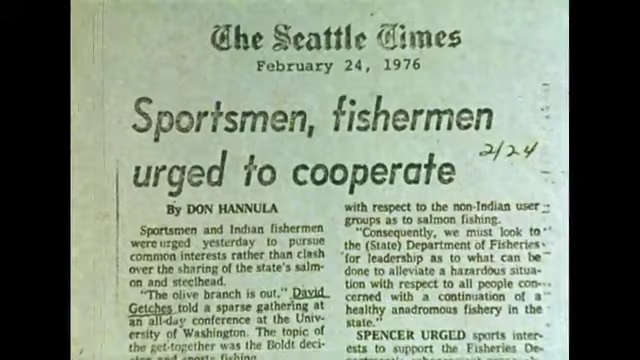 The Seattle Times
February 24, 1976
Sportsmen, fishermen
urged to cooperate
2/24
By DON HANNULA
Sportsmen and Indian fishermen
were urged yesterday to pursue
common interests rather than clash
over the sharing of the state's salm-
on and steelhead.
"The olive branch is out," David
Getches told a sparse gathering at
an all-day conference at the Univer-
sity of Washington. The topic of
the get-together was the Boldt deci-
sion and sports fishing.
with respect to the non-Indian user
groups as to salmon fishing.
"Consequently, we must look to
the (State) Department of Fisheries
for leadership as to what can be
done to alleviate a hazardous situa-
tion with respect to all people con-
cerned with a continuation of a
healthy anadromous fishery in the
state."
SPENCER URGED sports inter-
ests to support the Fisheries De-